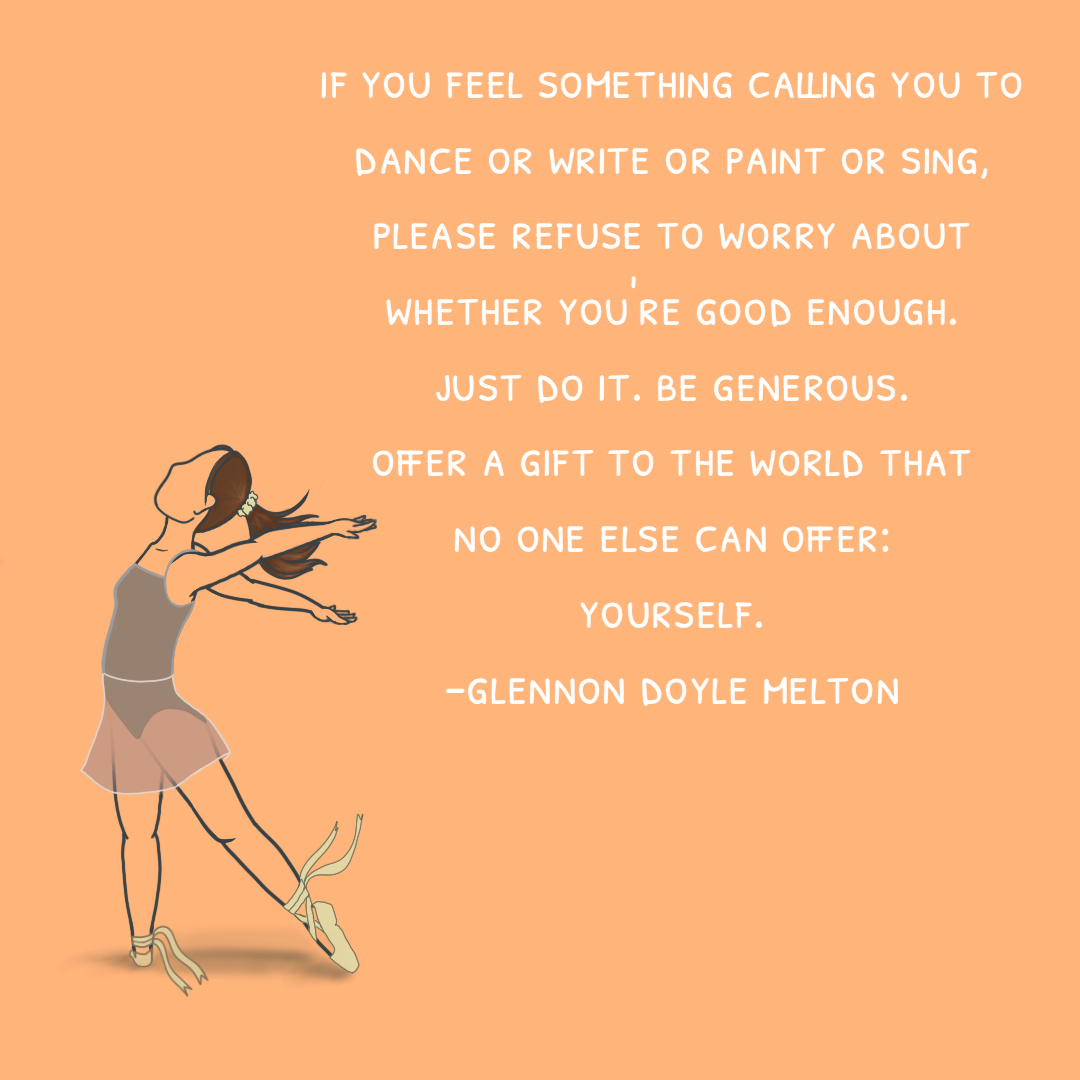 IF YOU FEEL SOMETHING CALLING YOU TO
DANCE OR WRITE OR PAINT OR SING,
PLEASE REFUSE TO WORRY ABOUT
WHETHER YOU'RE GOOD ENOUGH.
JUST DO IT. BE GENEROUS.
OFFER A GIFT TO THE WORLD THAT
NO ONE ELSE CAN OFFER:
YOURSELF.
-GLENNON DOYLE MELTON